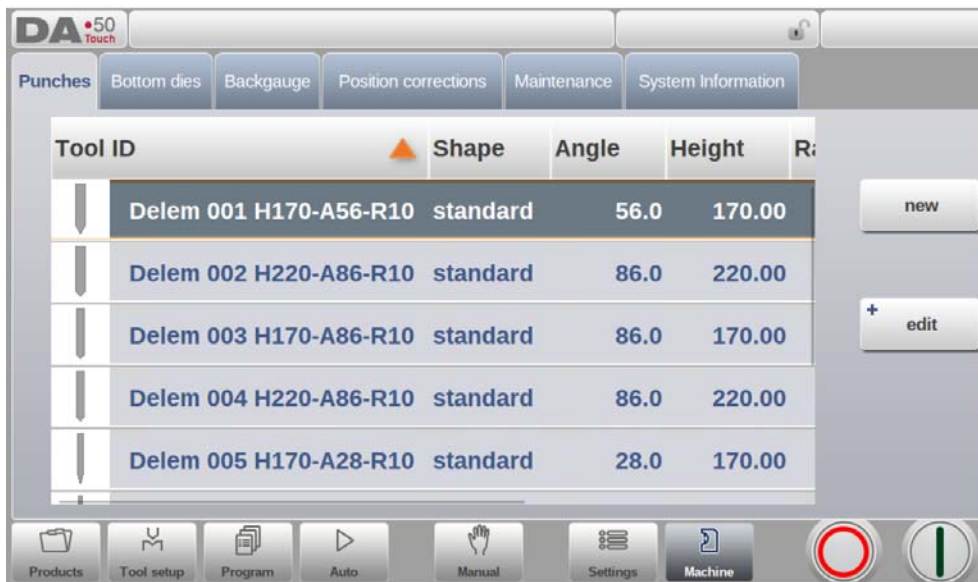 DA•50
Touch
Punches Bottom dies Backgauge Position corrections Maintenance System Information
Tool ID Shape Angle Height
Delem 001 H170-A56-R10 standard 56.0 170.00
new
Delem 002 H220-A86-R10 standard 86.0 220.00
+ edit
Delem 003 H170-A86-R10 standard 86.0 170.00
Delem 004 H220-A86-R10 standard 86.0 220.00
Delem 005 H170-A28-R10 standard 28.0 170.00
Products Tool setup Program Auto Manual Settings Machine